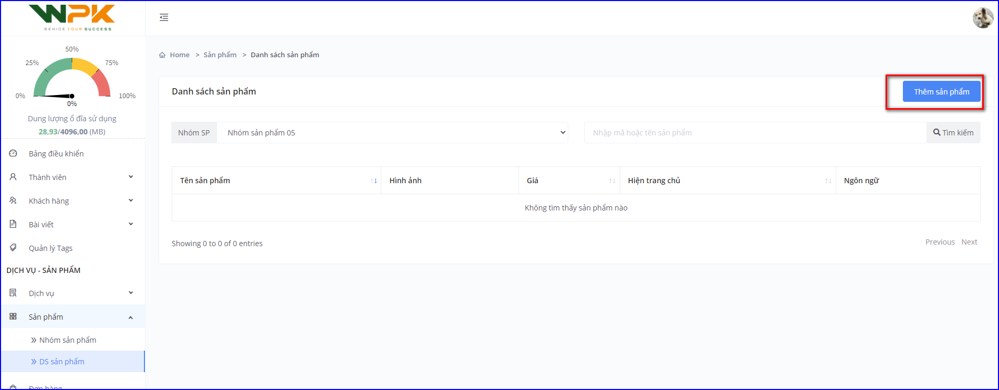 WPK
BEHIDE YOUR SUCCESS
50%
25%
75%
0%
100%
0%
Dung lượng ổ đĩa sử dụng
28,93/4096,00 (MB)
Bảng điều khiển
Thành viên
Khách hàng
Bài viết
Quản lý Tags
DỊCH VỤ - SẢN PHẨM
Dịch vụ
Sản phẩm
Nhóm sản phẩm
DS sản phẩm
Đơn hàng
Home > Sản phẩm > Danh sách sản phẩm
Danh sách sản phẩm
Thêm sản phẩm
Nhóm SP Nhóm sản phẩm 05
Nhập mã hoặc tên sản phẩm Tìm kiếm
Tên sản phẩm Hình ảnh Giá Hiện trang chủ Ngôn ngữ
Không tìm thấy sản phẩm nào
Showing 0 to 0 of 0 entries
Previous Next